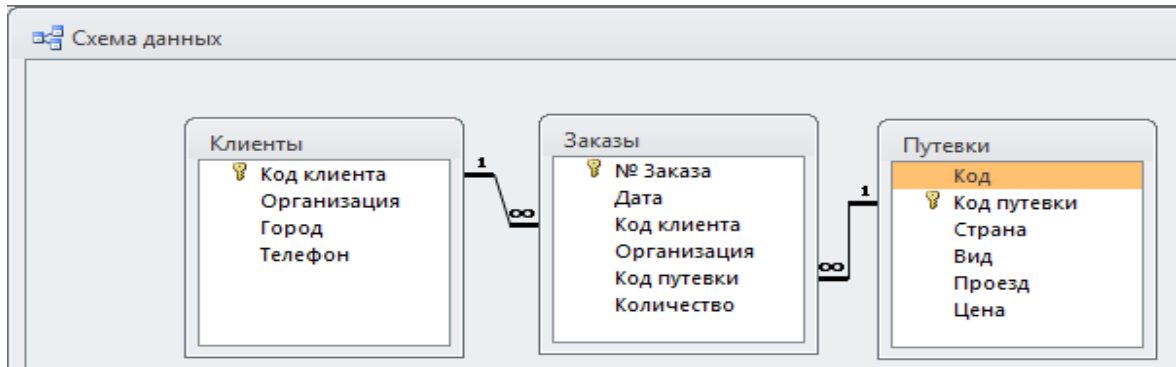 Схема данных
Клиенты
Код клиента
Организация
Город
Телефон
1
∞
Заказы
№ Заказа
Дата
Код клиента
Организация
Код путевки
Количество
1
∞
Путевки
Код
Код путевки
Страна
Вид
Проезд
Цена